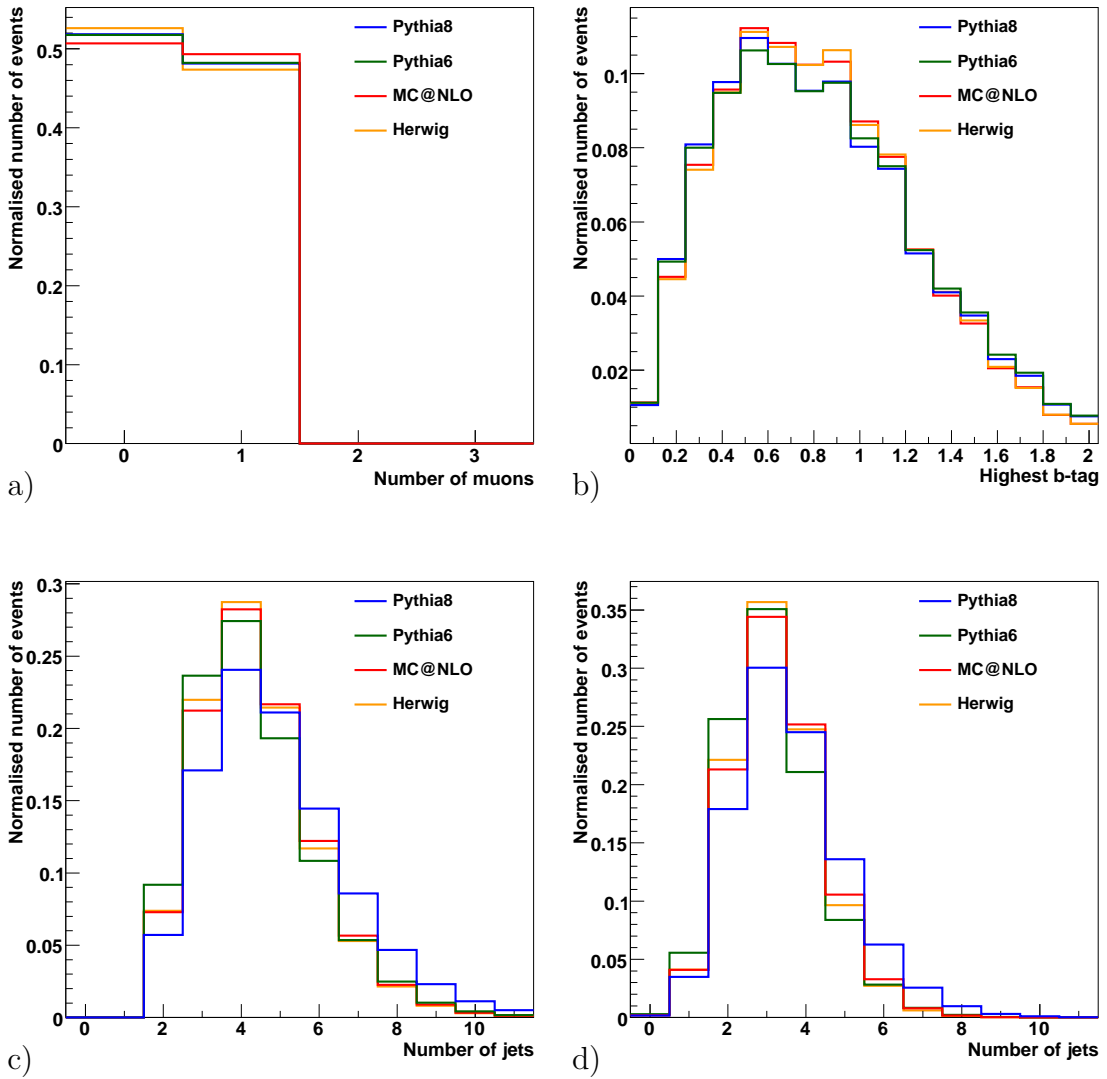 Normalised number of events
0.5
0.4
0.3
0.2
0.1
0
0 1 2 3
Number of muons
Pythia8
Pythia6
MC@NLO
Herwig
a)
Normalised number of events
0.1
0.08
0.06
0.04
0.02
0 0.2 0.4 0.6 0.8 1 1.2 1.4 1.6 1.8 2
Highest b-tag
Pythia8
Pythia6
MC@NLO
Herwig
b)
Normalised number of events
0.3
0.25
0.2
0.15
0.1
0.05
0
0 2 4 6 8 10
Number of jets
Pythia8
Pythia6
MC@NLO
Herwig
c)
Normalised number of events
0.35
0.3
0.25
0.2
0.15
0.1
0.05
0
0 2 4 6 8 10
Number of jets
Pythia8
Pythia6
MC@NLO
Herwig
d)